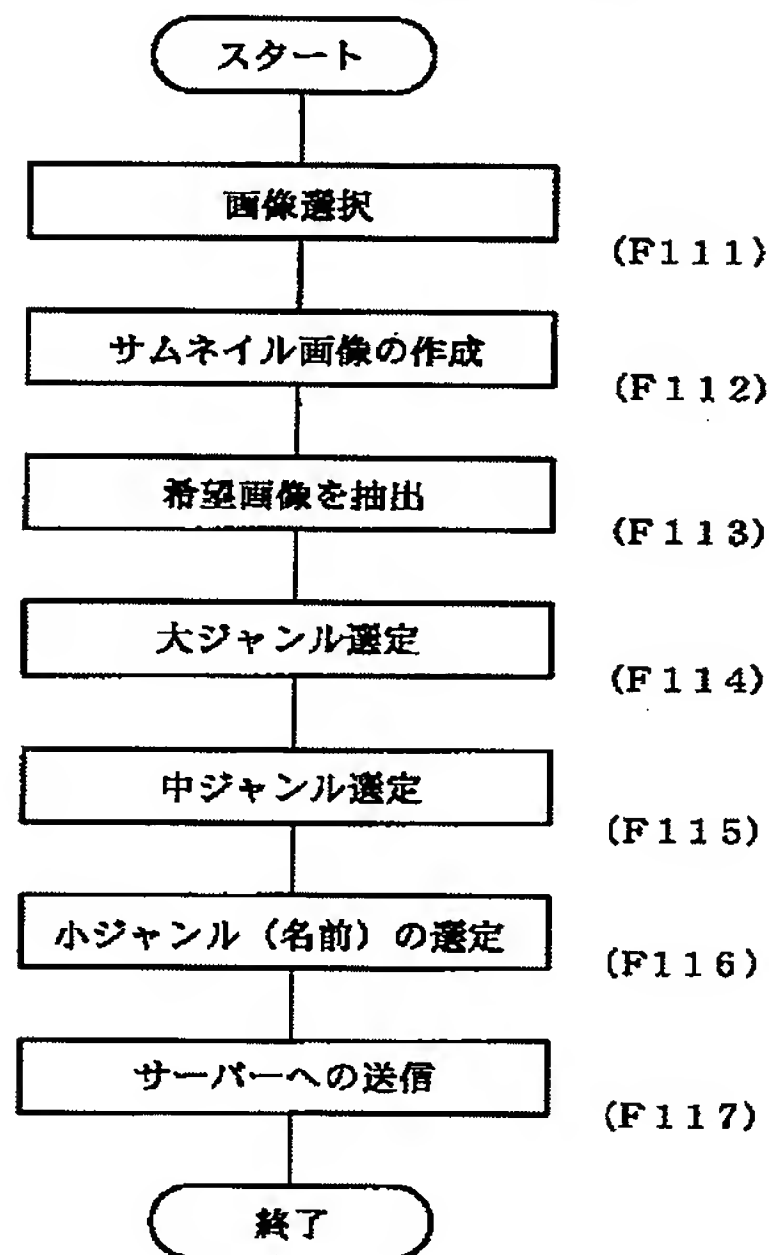 スタート
画像選択
(F111)
サムネイル画像の作成
(F112)
希望画像を抽出
(F113)
大ジャンル選定
(F114)
中ジャンル選定
(F115)
小ジャンル（名前）の選定
(F116)
サーバーへの送信
(F117)
終了